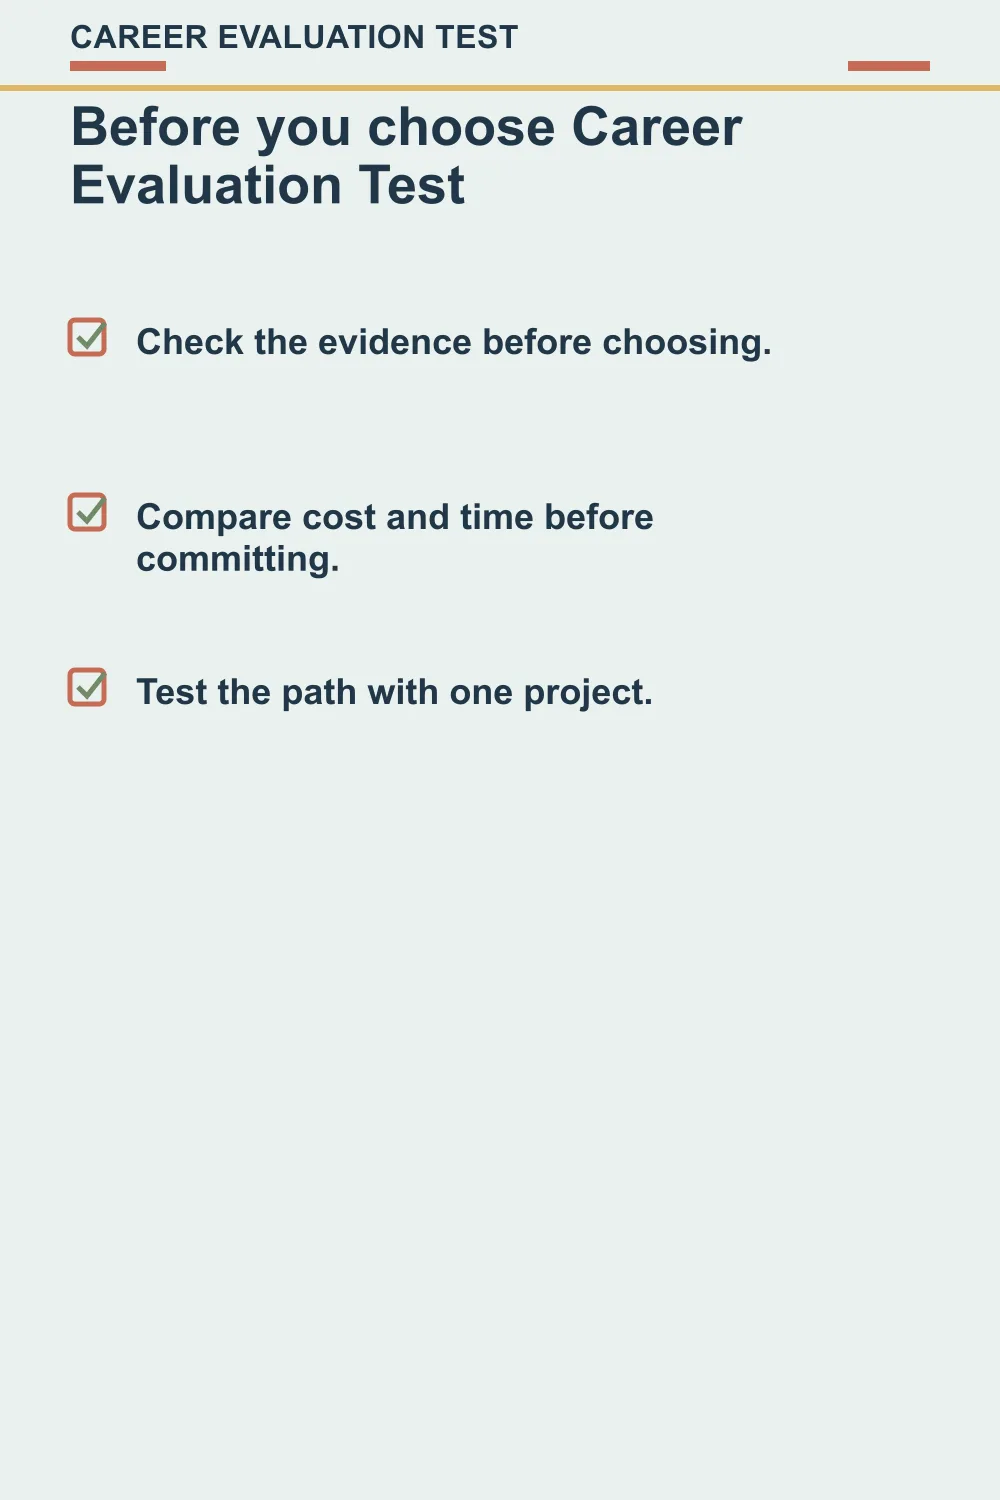 CAREER EVALUATION TEST
Before you choose Career
Evaluation Test
Check the evidence before choosing.
Compare cost and time before
committing.
Test the path with one project.